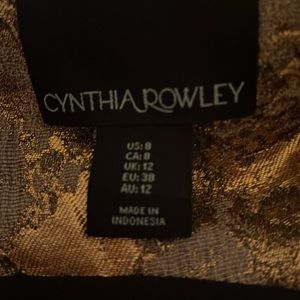 CYNTHIA ROWLEY
US: 8
CA: 8
UK: 12
EU: 38
AU: 12
MADE IN
INDONESIA